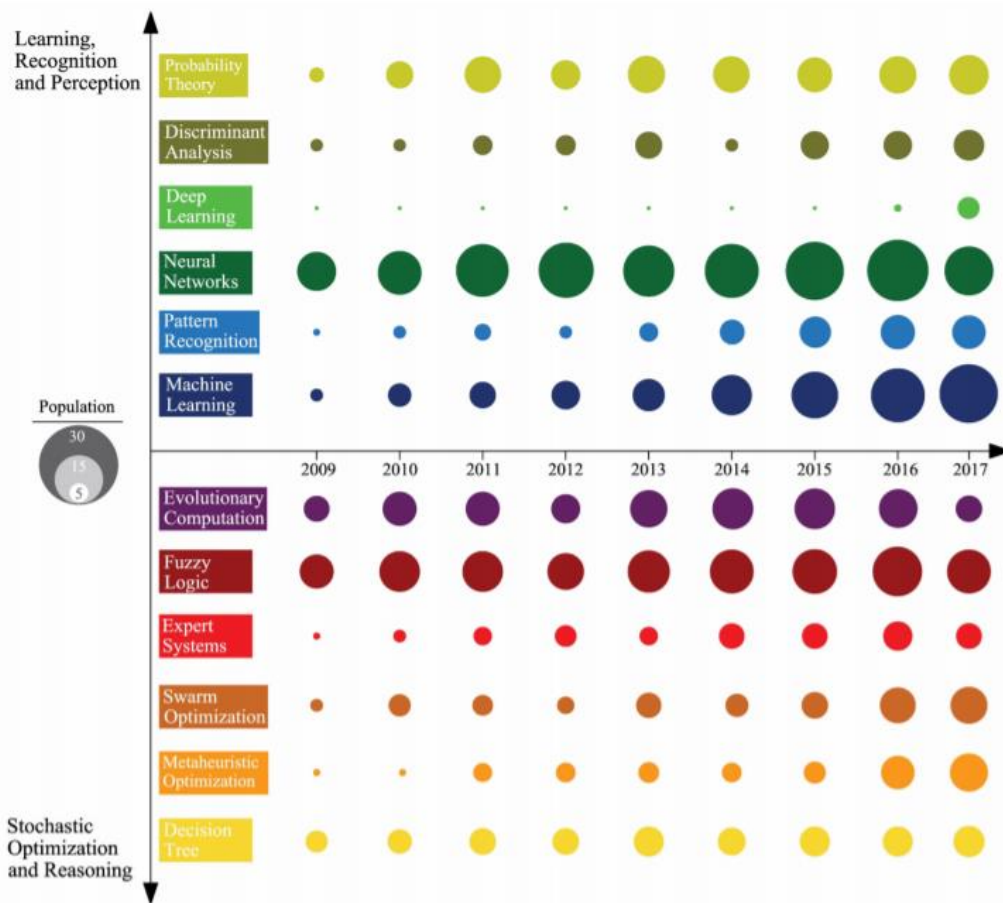 Learning,
Recognition
and Perception
Probability
Theory
Discriminant
Analysis
Deep
Learning
Neural
Networks
Pattern
Recognition
Machine
Learning
Population
30
15
5
2009 2010 2011 2012 2013 2014 2015 2016 2017
Evolutionary
Computation
Fuzzy
Logic
Expert
Systems
Swarm
Optimization
Metaheuristic
Optimization
Decision
Tree
Stochastic
Optimization
and Reasoning